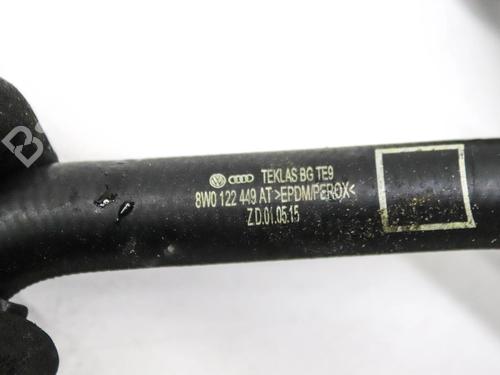 TEKLAS BG TE9
8W0 122 449 AT >EPDM/PEROX<
Z D.01.05.15